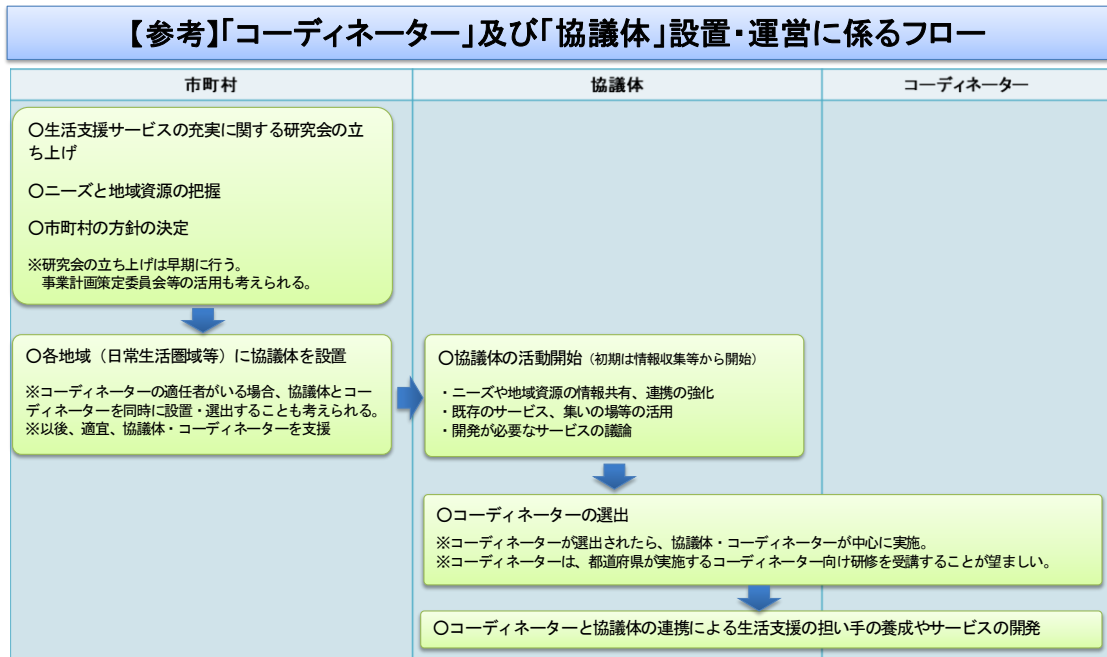 【参考】「コーディネーター」及び「協議体」設置・運営に係るフロー
市町村
協議体
コーディネーター
○生活支援サービスの充実に関する研究会の立
ち上げ
○ニーズと地域資源の把握
○市町村の方針の決定
※研究会の立ち上げは早期に行う。
事業計画策定委員会等の活用も考えられる。
○各地域（日常生活圏域等）に協議体を設置
※コーディネーターの適任者がいる場合、協議体とコー
ディネーターを同時に設置・選出することも考えられる。
※以後、適宜、協議体・コーディネーターを支援
○協議体の活動開始（初期は情報収集等から開始）
・ニーズや地域資源の情報共有、連携の強化
・既存のサービス、集いの場等の活用
・開発が必要なサービスの議論
○コーディネーターの選出
※コーディネーターが選出されたら、協議体・コーディネーターが中心に実施。
※コーディネーターは、都道府県が実施するコーディネーター向け研修を受講することが望ましい。
○コーディネーターと協議体の連携による生活支援の担い手の養成やサービスの開発